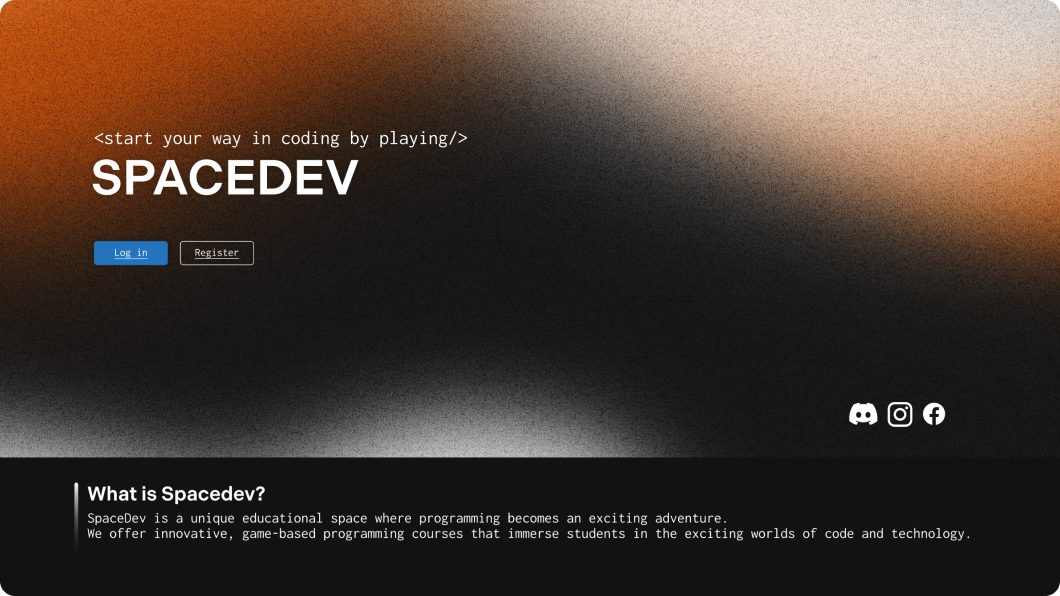 <start your way in coding by playing/>
SPACEDEV
Log in
Register
What is Spacedev?
SpaceDev is a unique educational space where programming becomes an exciting adventure.
We offer innovative, game-based programming courses that immerse students in the exciting worlds of code and technology.